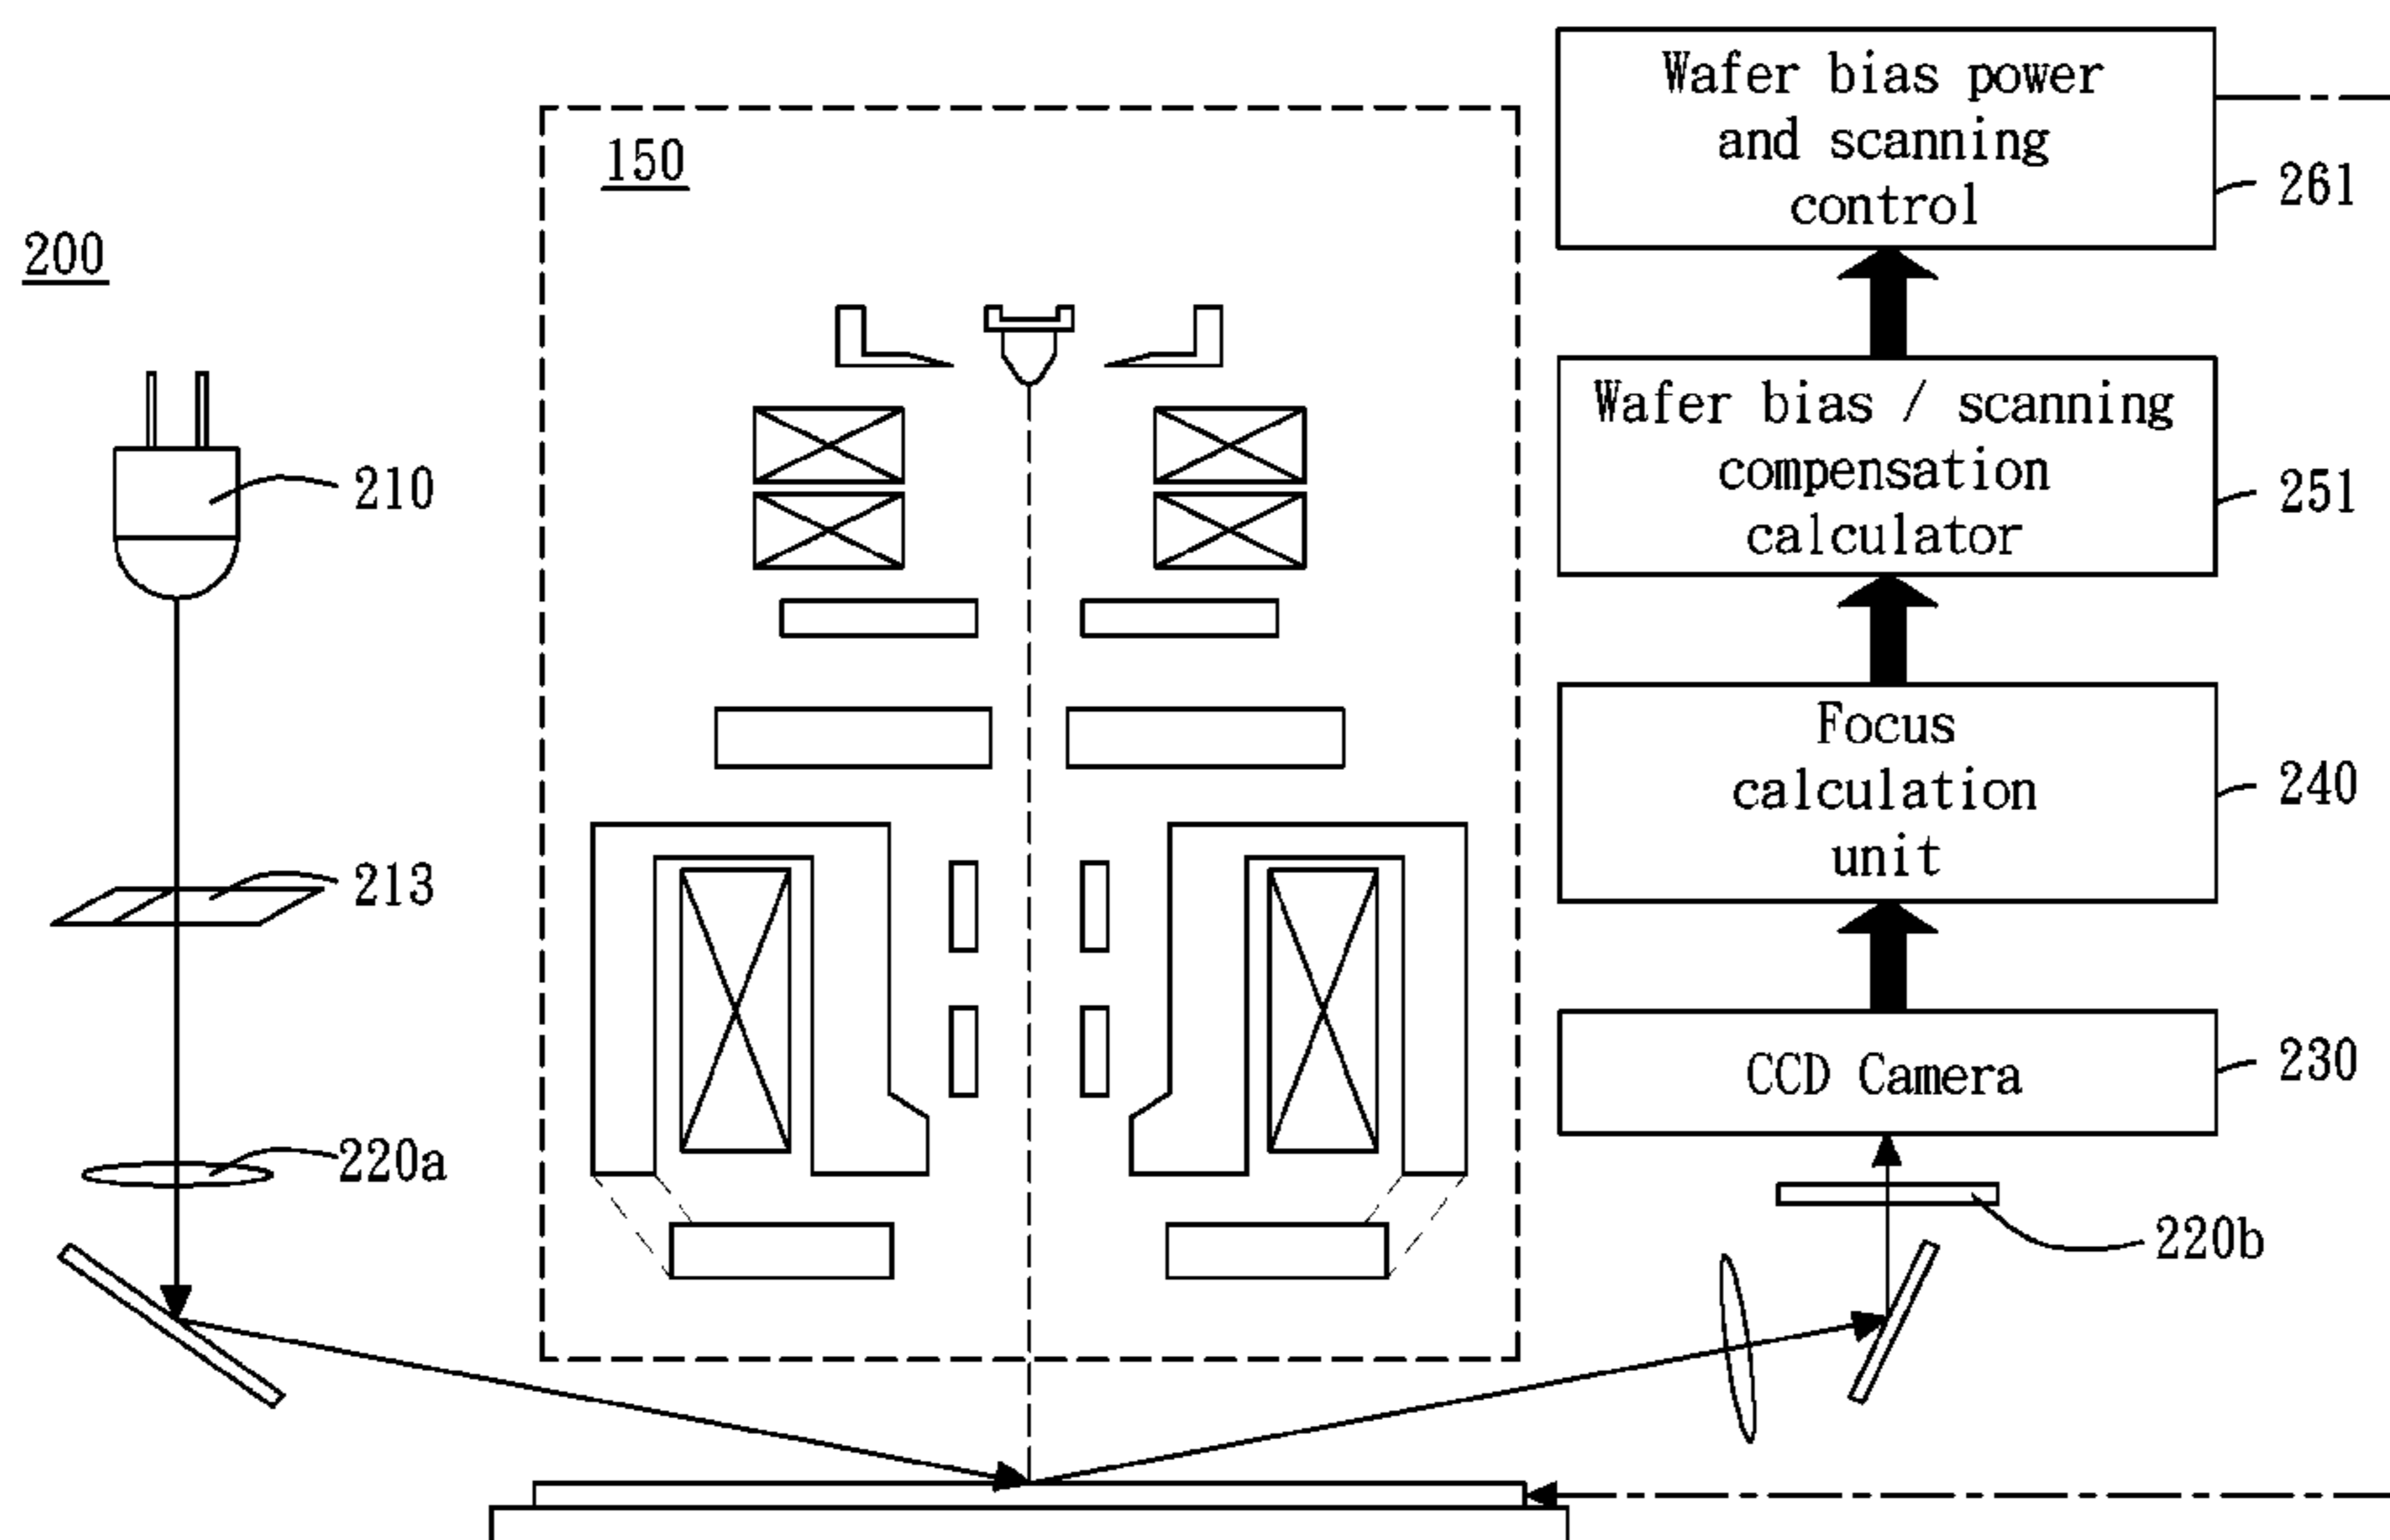 200
210
213
220a
150
Wafer bias power
and scanning
control
261
Wafer bias / scanning
compensation
calculator
251
Focus
calculation
unit
240
CCD Camera
230
220b